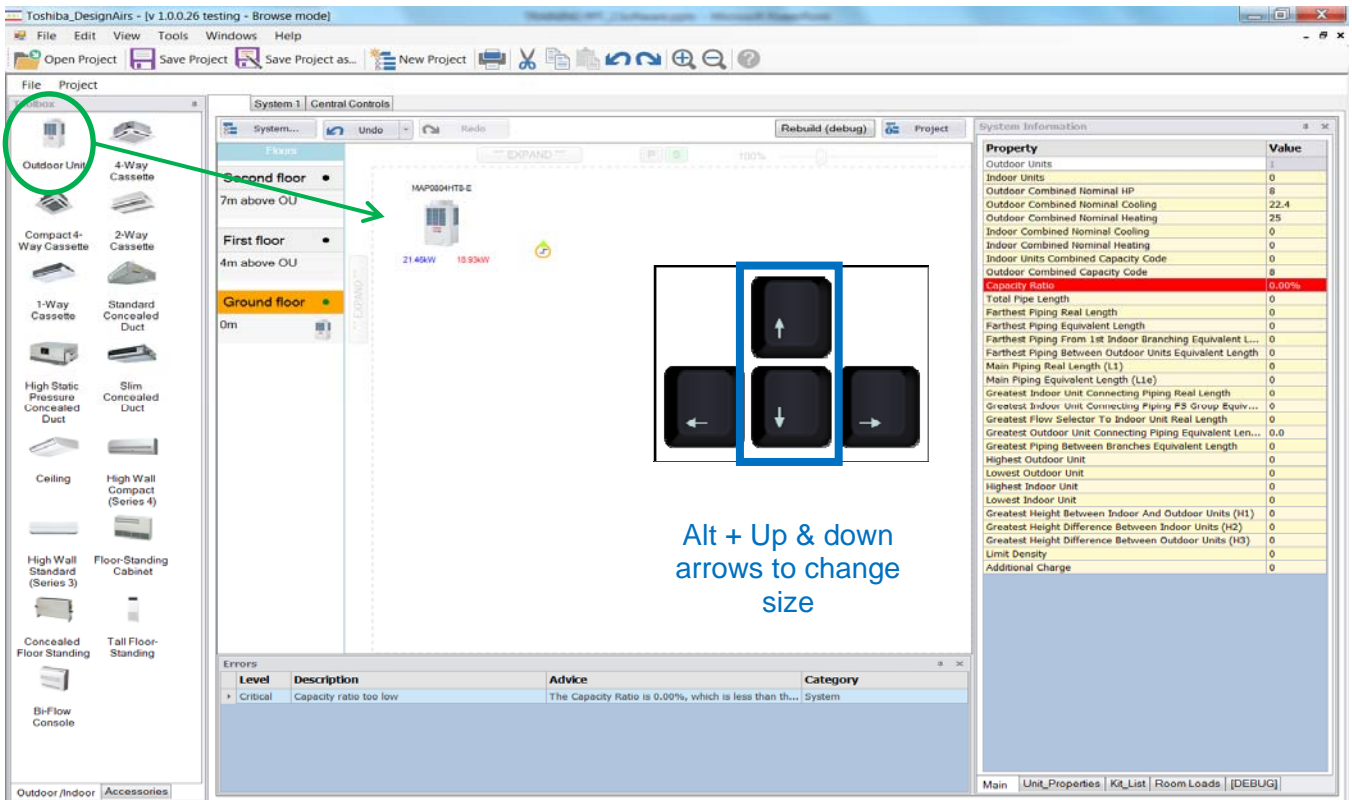 Toshiba_DesignAirs - [v 1.0.0.26 testing - Browse mode]
File Edit View Tools Windows Help
Open Project Save Project Save Project as... New Project
File Project
Toolbox
System 1 Central Controls
System... Undo Redo Rebuild (debug) Project
Outdoor Unit
4-Way
Cassette
Compact 4-
Way Cassette
2-Way
Cassette
1-Way
Cassette
Standard
Concealed
Duct
High Static
Pressure
Concealed
Duct
Slim
Concealed
Duct
Ceiling
High Wall
Compact
(Series 4)
High Wall
Standard
(Series 3)
Floor-Standing
Cabinet
Concealed
Floor Standing
Tall Floor-
Standing
Bi-Flow
Console
Outdoor /Indoor Accessories
Floors
Second floor
7m above OU
First floor
4m above OU
Ground floor
0m
EXPAND
EXPAND
100%
MAP0804HT8-E
21.46kW 18.93kW
Alt + Up & down
arrows to change
size
Errors
Level Description Advice Category
Critical Capacity ratio too low The Capacity Ratio is 0.00%, which is less than th... System
System Information
Property Value
Outdoor Units 1
Indoor Units 0
Outdoor Combined Nominal HP 8
Outdoor Combined Nominal Cooling 22.4
Outdoor Combined Nominal Heating 25
Indoor Combined Nominal Cooling 0
Indoor Combined Nominal Heating 0
Indoor Units Combined Capacity Code 0
Outdoor Combined Capacity Code 8
Capacity Ratio 0.00%
Total Pipe Length 0
Farthest Piping Real Length 0
Farthest Piping Equivalent Length 0
Farthest Piping From 1st Indoor Branching Equivalent L... 0
Farthest Piping Between Outdoor Units Equivalent Length 0
Main Piping Real Length (L1) 0
Main Piping Equivalent Length (L1e) 0
Greatest Indoor Unit Connecting Piping Real Length 0
Greatest Indoor Unit Connecting Piping FS Group Equiv... 0
Greatest Flow Selector To Indoor Unit Real Length 0
Greatest Outdoor Unit Connecting Piping Equivalent Len... 0.0
Greatest Piping Between Branches Equivalent Length 0
Highest Outdoor Unit 0
Lowest Outdoor Unit 0
Highest Indoor Unit 0
Lowest Indoor Unit 0
Greatest Height Between Indoor And Outdoor Units (H1) 0
Greatest Height Difference Between Indoor Units (H2) 0
Greatest Height Difference Between Outdoor Units (H3) 0
Limit Density 0
Additional Charge 0
Main Unit_Properties Kit_List Room Loads [DEBUG]